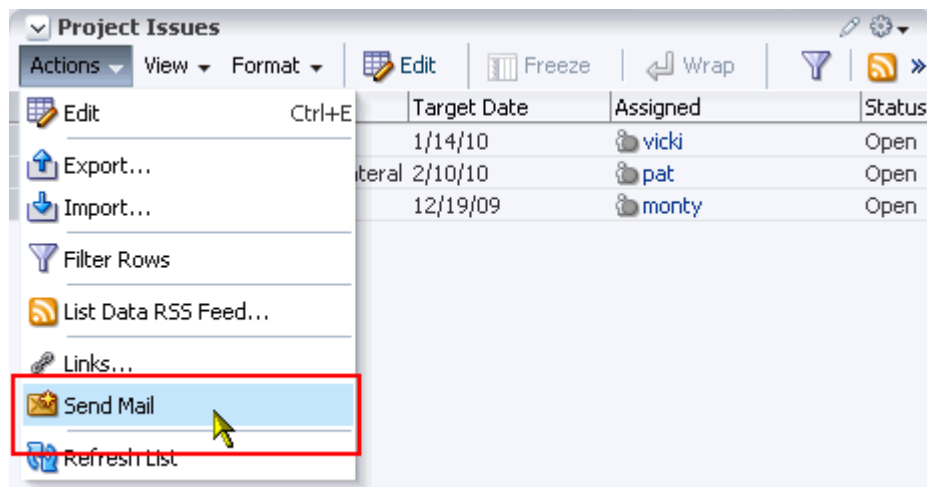 Project Issues
Actions View Format Edit Freeze Wrap »
Target Date Assigned Status
Edit Ctrl+E
1/14/10 vicki Open
Export...
iteral 2/10/10 pat Open
Import...
12/19/09 monty Open
Filter Rows
List Data RSS Feed...
Links...
Send Mail
Refresh List